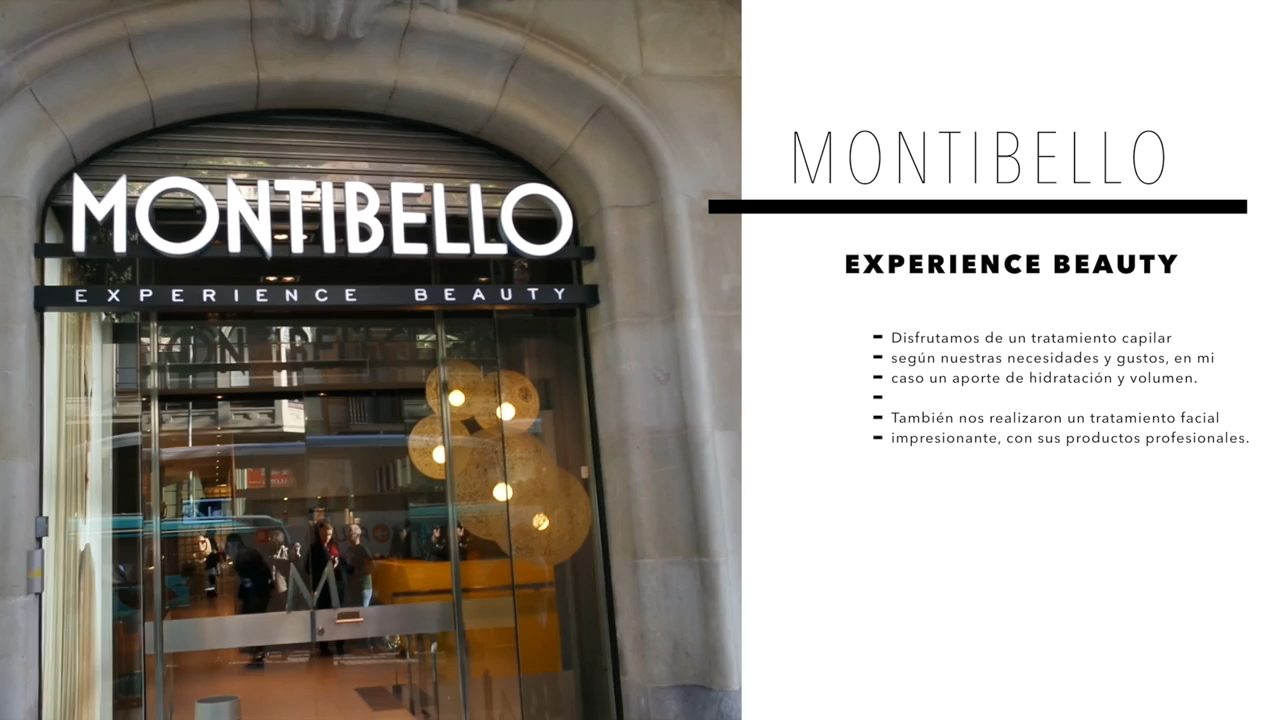 MONTIBELLO
EXPERIENCE BEAUTY
M
MONTIBELLO
EXPERIENCE BEAUTY
- Disfrutamos de un tratamiento capilar
- según nuestras necesidades y gustos, en mi
- caso un aporte de hidratación y volumen.
-
- También nos realizaron un tratamiento facial
- impresionante, con sus productos profesionales.